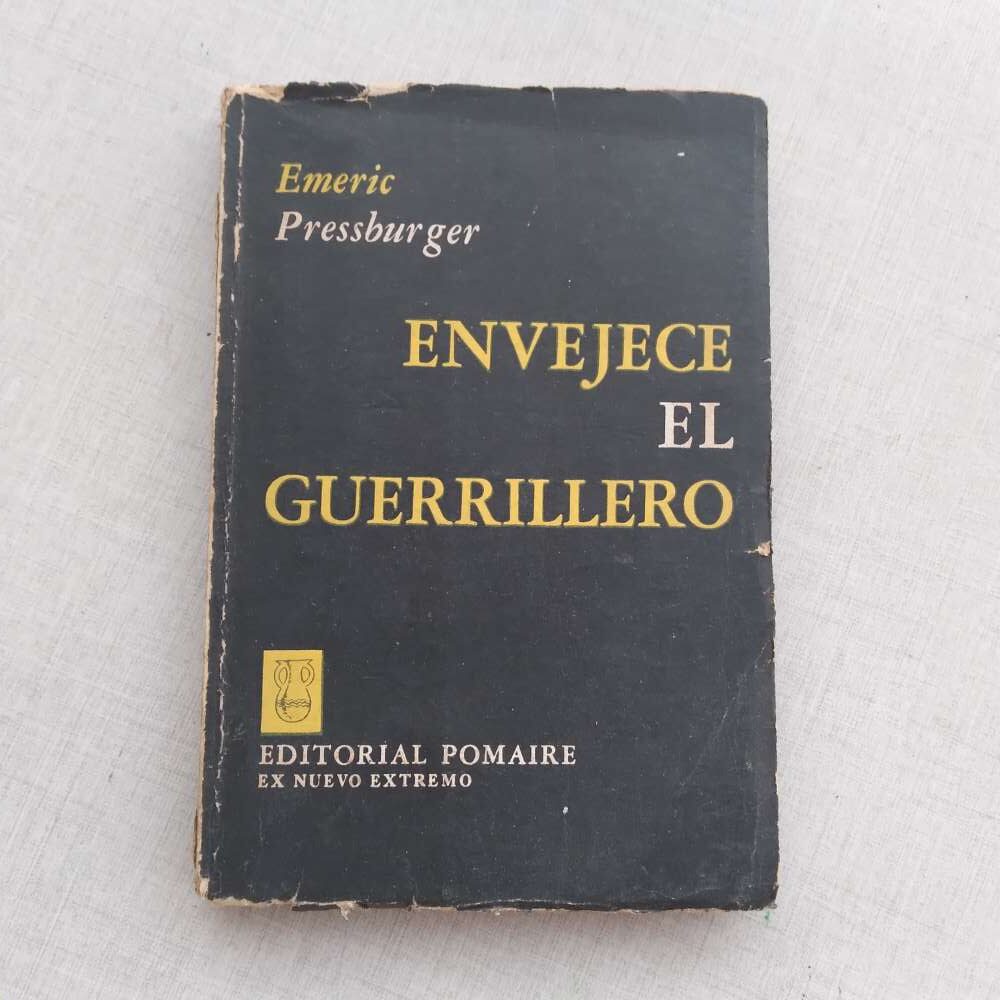 Emeric
Pressburger
ENVEJECE
EL
GUERRILLERO
EDITORIAL POMAIRE
EX NUEVO EXTREMO